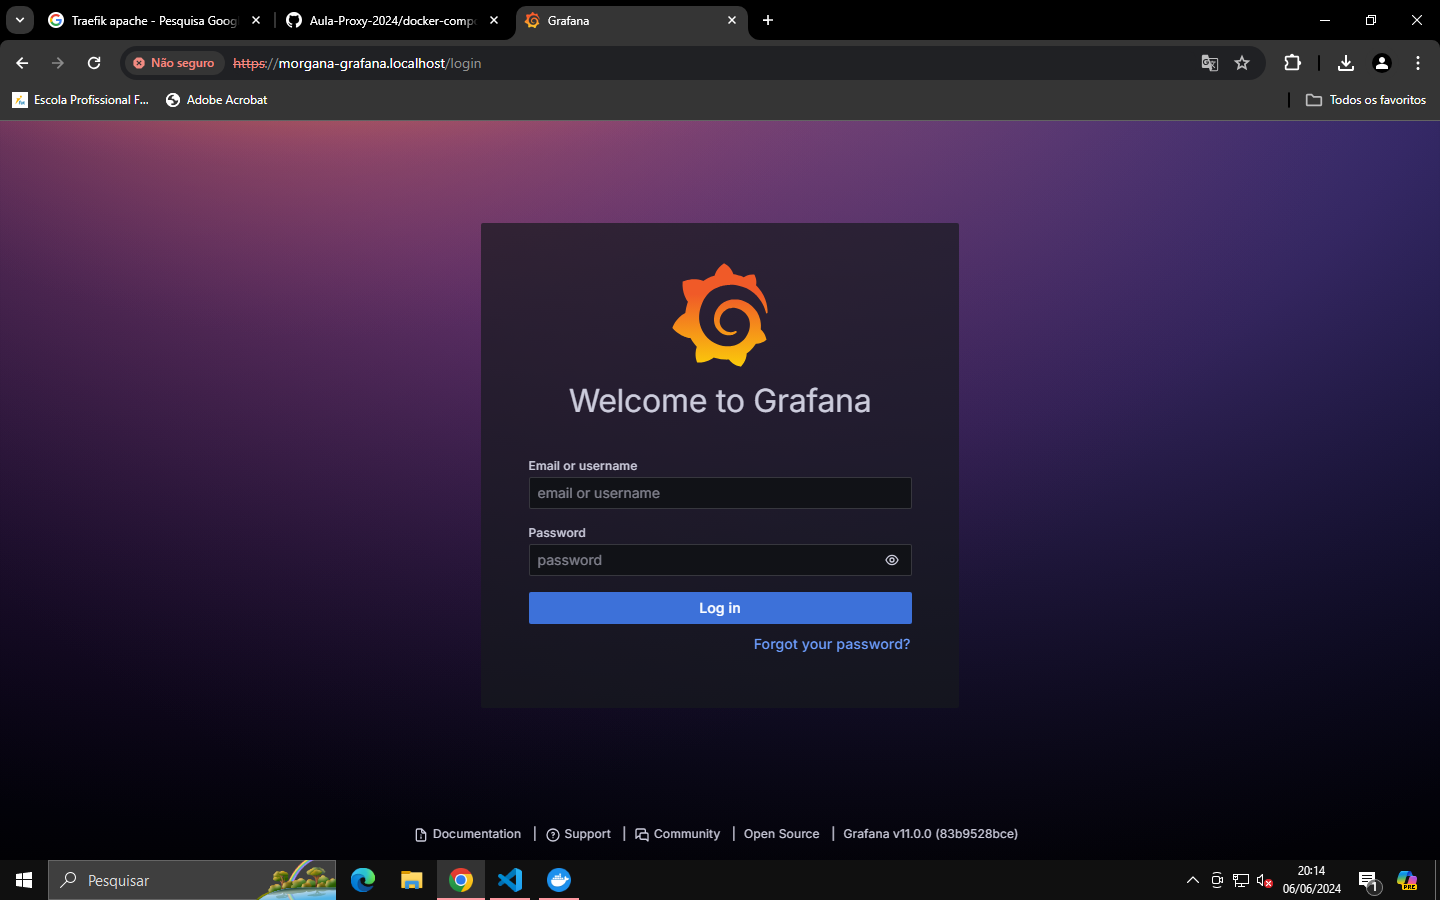 Traefik apache - Pesquisa Goog
Aula-Proxy-2024/docker-comp
Grafana
Não seguro
https://morgana-grafana.localhost/login
Escola Profissional F...
Adobe Acrobat
Todos os favoritos
Welcome to Grafana
Email or username
email or username
Password
password
Log in
Forgot your password?
Documentation
Support
Community
Open Source
Grafana v11.0.0 (83b9528bce)
Pesquisar
20:14
06/06/2024
1
PRE